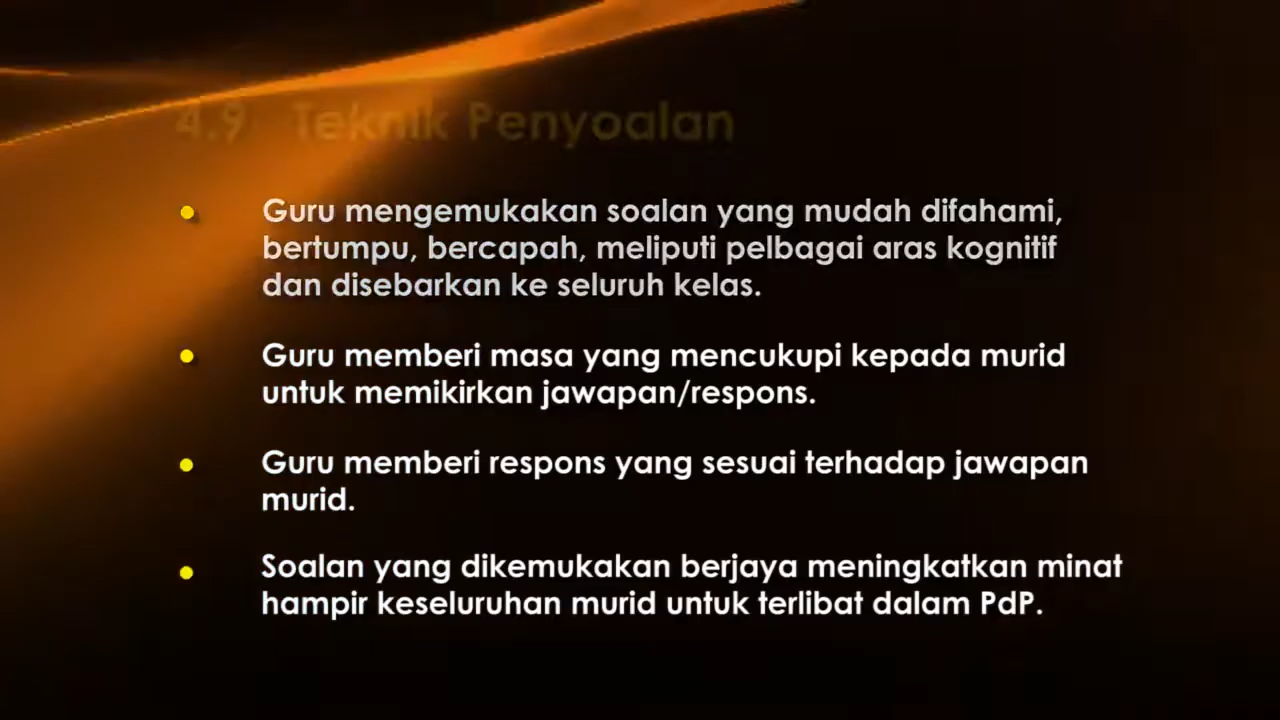 4.9 Teknik Penyoalan
Guru mengemukakan soalan yang mudah difahami,
bertumpu, bercapah, meliputi pelbagai aras kognitif
dan disebarkan ke seluruh kelas.
Guru memberi masa yang mencukupi kepada murid
untuk memikirkan jawapan/respons.
Guru memberi respons yang sesuai terhadap jawapan
murid.
Soalan yang dikemukakan berjaya meningkatkan minat
hampir keseluruhan murid untuk terlibat dalam PdP.